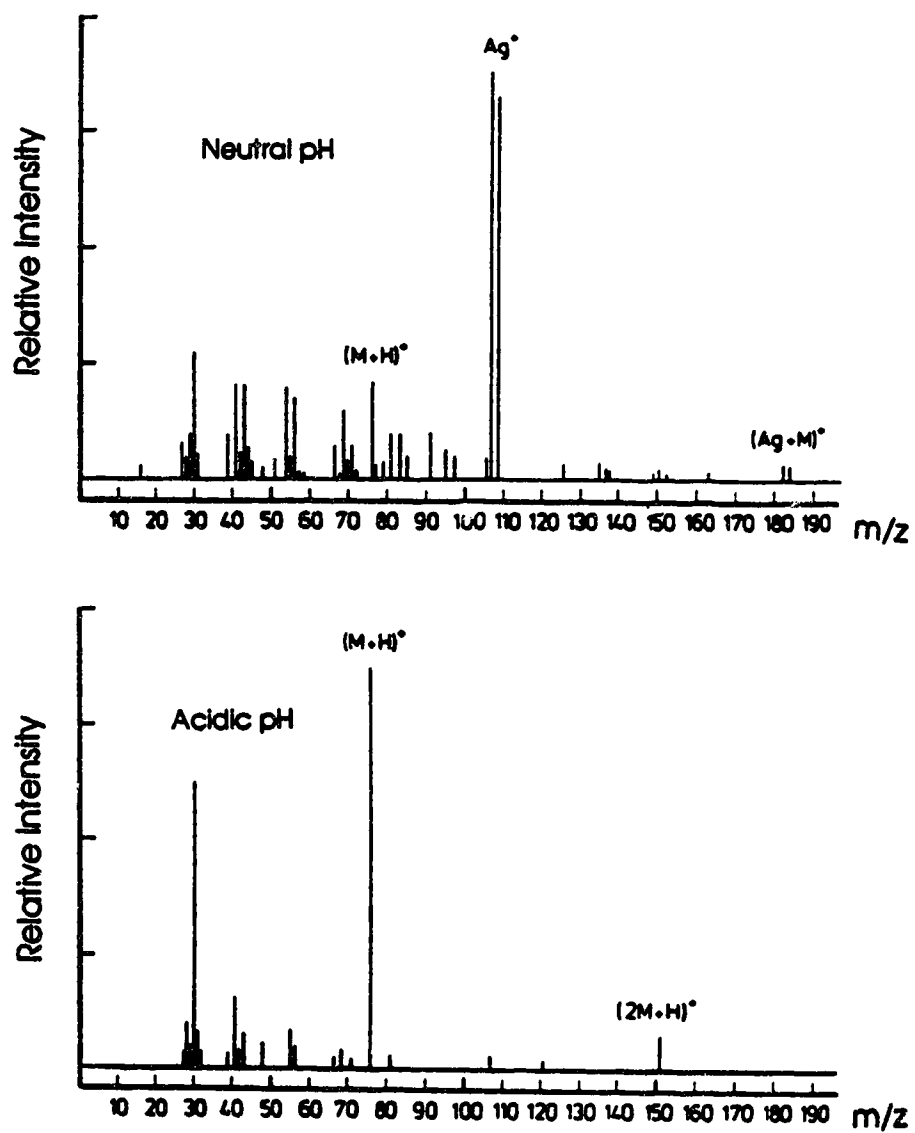 Ag⁺
Neutral pH
Relative Intensity
(M+H)⁺
(Ag+M)⁺
10 20 30 40 50 60 70 80 90 100 110 120 130 140 150 160 170 180 190 m/z
(M+H)⁺
Acidic pH
Relative Intensity
(2M+H)⁺
10 20 30 40 50 60 70 80 90 100 110 120 130 140 150 160 170 180 190 m/z